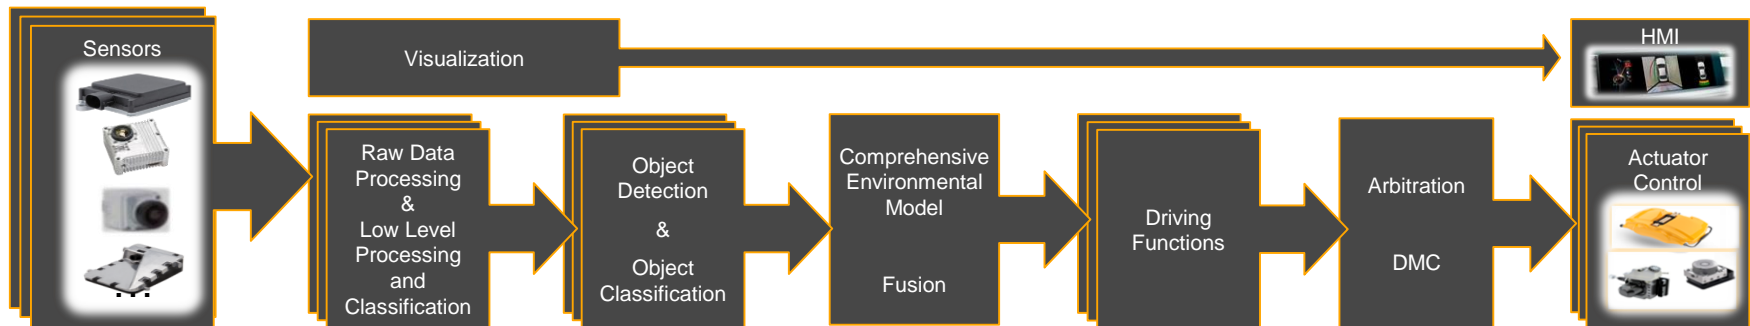 Sensors
...
Visualization
HMI
Raw Data
Processing
&
Low Level
Processing
and
Classification
Object
Detection
&
Object
Classification
Comprehensive
Environmental
Model
Fusion
Driving
Functions
Arbitration
DMC
Actuator
Control